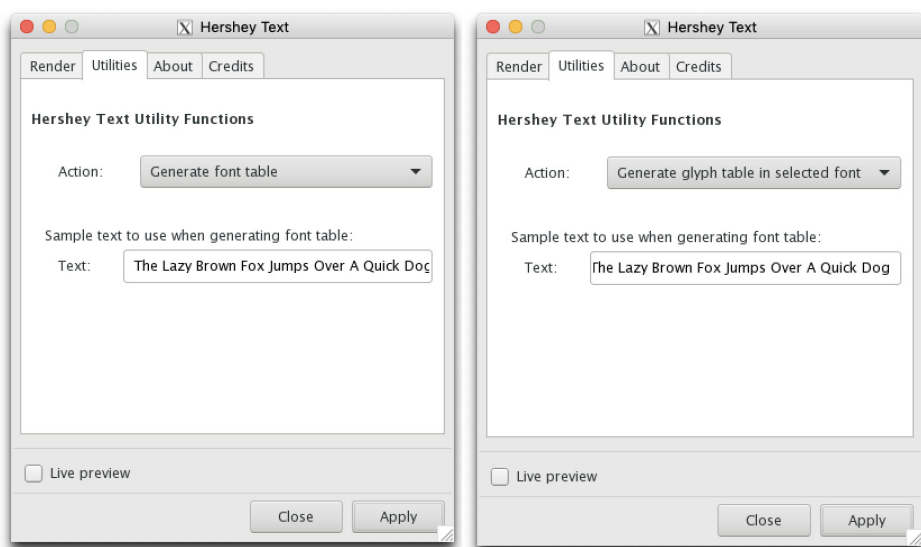 Hershey Text
Render Utilities About Credits
Hershey Text Utility Functions
Action: Generate font table
Sample text to use when generating font table:
Text: The Lazy Brown Fox Jumps Over A Quick Dog
Live preview
Close Apply
Hershey Text
Render Utilities About Credits
Hershey Text Utility Functions
Action: Generate glyph table in selected font
Sample text to use when generating font table:
Text: The Lazy Brown Fox Jumps Over A Quick Dog
Live preview
Close Apply